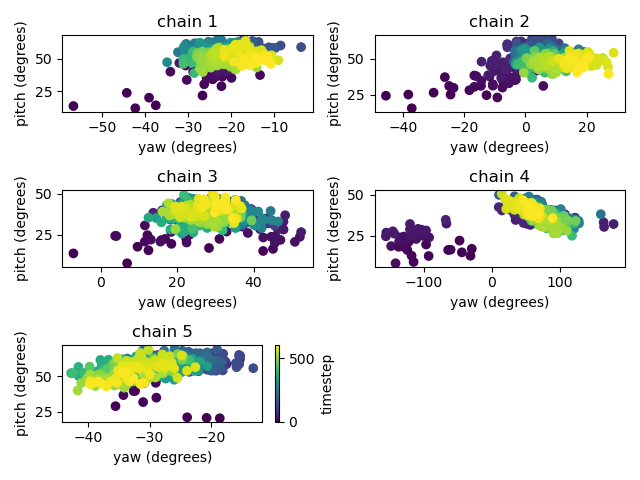 chain 1
pitch (degrees)
50
25
−50 −40 −30 −20 −10
yaw (degrees)
chain 2
pitch (degrees)
50
25
−40 −20 0 20
yaw (degrees)
chain 3
pitch (degrees)
50
25
0 20 40
yaw (degrees)
chain 4
pitch (degrees)
50
25
−100 0 100
yaw (degrees)
chain 5
pitch (degrees)
50
25
−40 −30 −20
yaw (degrees)
500
0
timestep